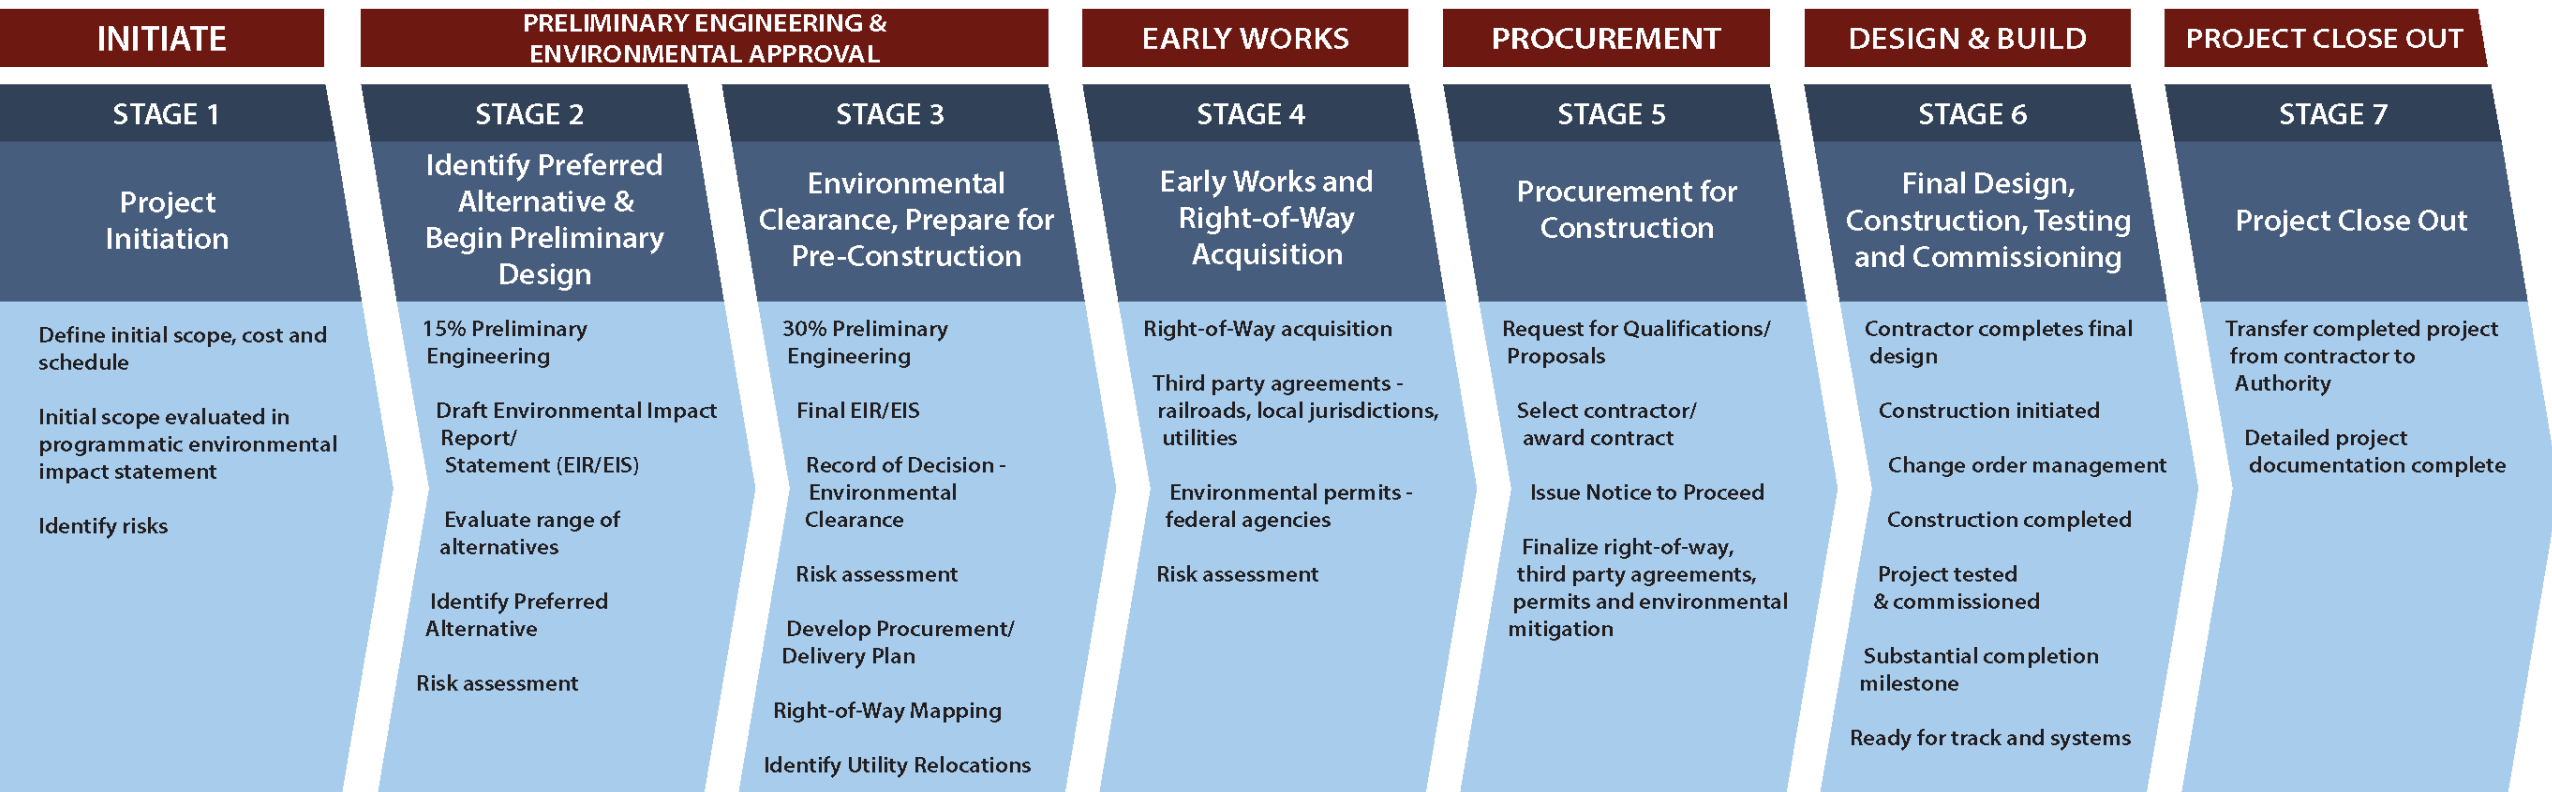 INITIATE
PRELIMINARY ENGINEERING &
ENVIRONMENTAL APPROVAL
EARLY WORKS
PROCUREMENT
DESIGN & BUILD
PROJECT CLOSE OUT
STAGE 1
Project
Initiation
Define initial scope, cost and
schedule
Initial scope evaluated in
programmatic environmental
impact statement
Identify risks
STAGE 2
Identify Preferred
Alternative &
Begin Preliminary
Design
15% Preliminary
Engineering
Draft Environmental Impact
Report/
Statement (EIR/EIS)
Evaluate range of
alternatives
Identify Preferred
Alternative
Risk assessment
STAGE 3
Environmental
Clearance, Prepare for
Pre-Construction
30% Preliminary
Engineering
Final EIR/EIS
Record of Decision -
Environmental
Clearance
Risk assessment
Develop Procurement/
Delivery Plan
Right-of-Way Mapping
Identify Utility Relocations
STAGE 4
Early Works and
Right-of-Way
Acquisition
Right-of-Way acquisition
Third party agreements -
railroads, local jurisdictions,
utilities
Environmental permits -
federal agencies
Risk assessment
STAGE 5
Procurement for
Construction
Request for Qualifications/
Proposals
Select contractor/
award contract
Issue Notice to Proceed
Finalize right-of-way,
third party agreements,
permits and environmental
mitigation
STAGE 6
Final Design,
Construction, Testing
and Commissioning
Contractor completes final
design
Construction initiated
Change order management
Construction completed
Project tested
& commissioned
Substantial completion
milestone
Ready for track and systems
STAGE 7
Project Close Out
Transfer completed project
from contractor to
Authority
Detailed project
documentation complete